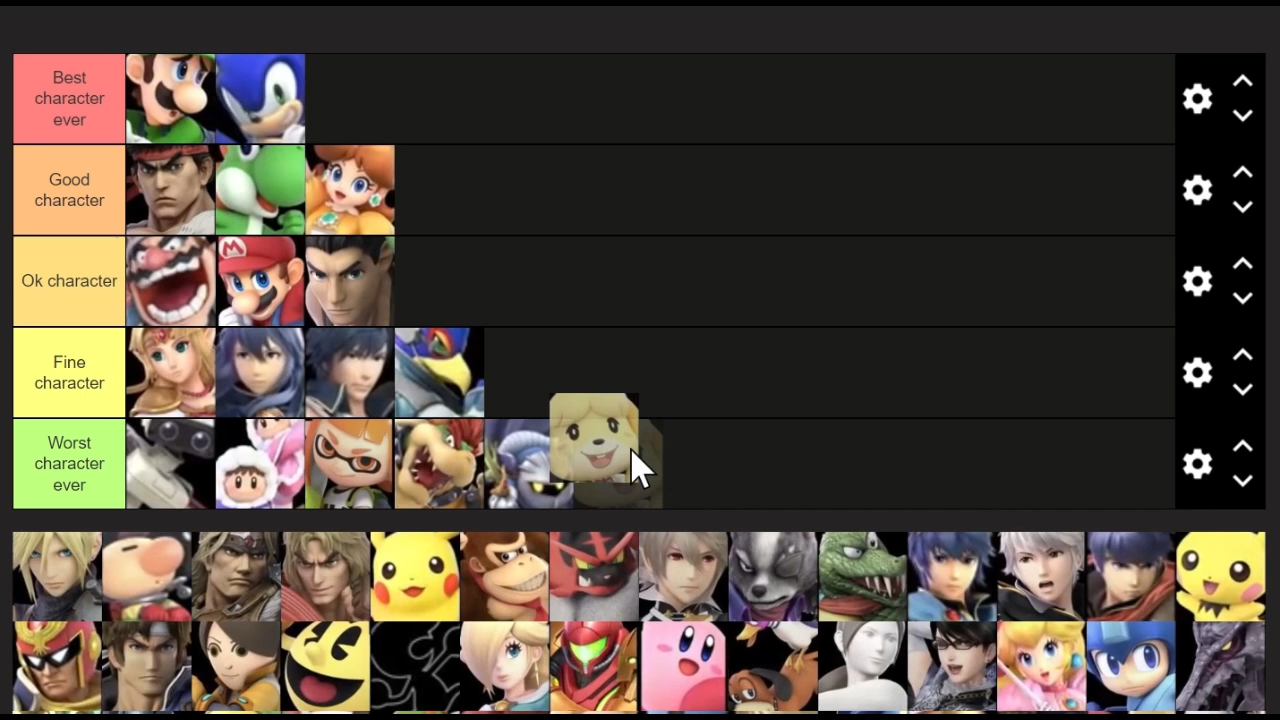 Best
character
ever
Good
character
Ok character
Fine
character
Worst
character
ever